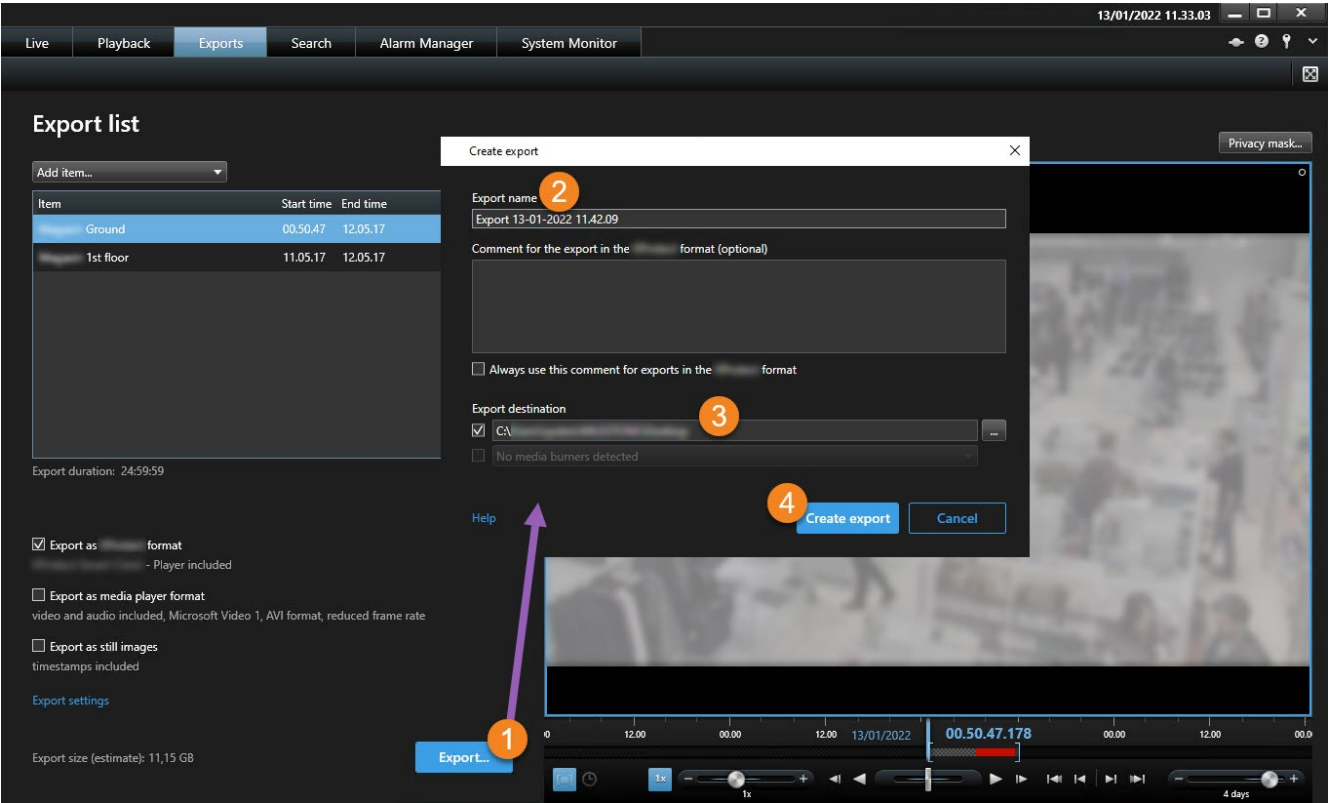 13/01/2022 11.33.03
Live Playback Exports Search Alarm Manager System Monitor
Export list
Privacy mask...
Add item...
Item Start time End time
Ground 00.50.47 12.05.17
1st floor 11.05.17 12.05.17
Export duration: 24:59:59
Export as format
- Player included
Export as media player format
video and audio included, Microsoft Video 1, AVI format, reduced frame rate
Export as still images
timestamps included
Export settings
Export size (estimate): 11,15 GB
Export...
1
Create export
Export name
2
Export 13-01-2022 11.42.09
Comment for the export in the format (optional)
Always use this comment for exports in the format
Export destination
3
C:\
...
No media burners detected
Help
4
Create export
Cancel
00 12.00 00.00 12.00 13/01/2022 00.50.47.178 00.00 12.00 00.0
1x
1x
4 days